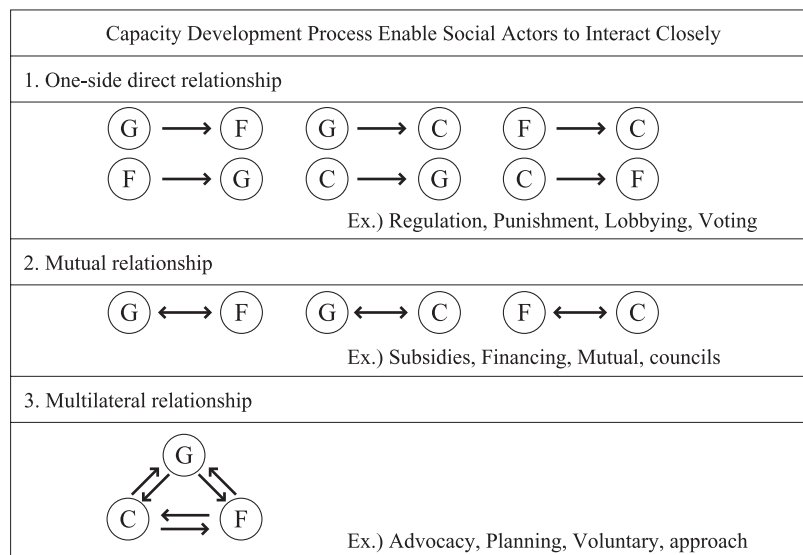 Capacity Development Process Enable Social Actors to Interact Closely
1. One-side direct relationship
G F G C F C
F G C G C F
Ex.) Regulation, Punishment, Lobbying, Voting
2. Mutual relationship
G F G C F C
Ex.) Subsidies, Financing, Mutual, councils
3. Multilateral relationship
G
C F
Ex.) Advocacy, Planning, Voluntary, approach